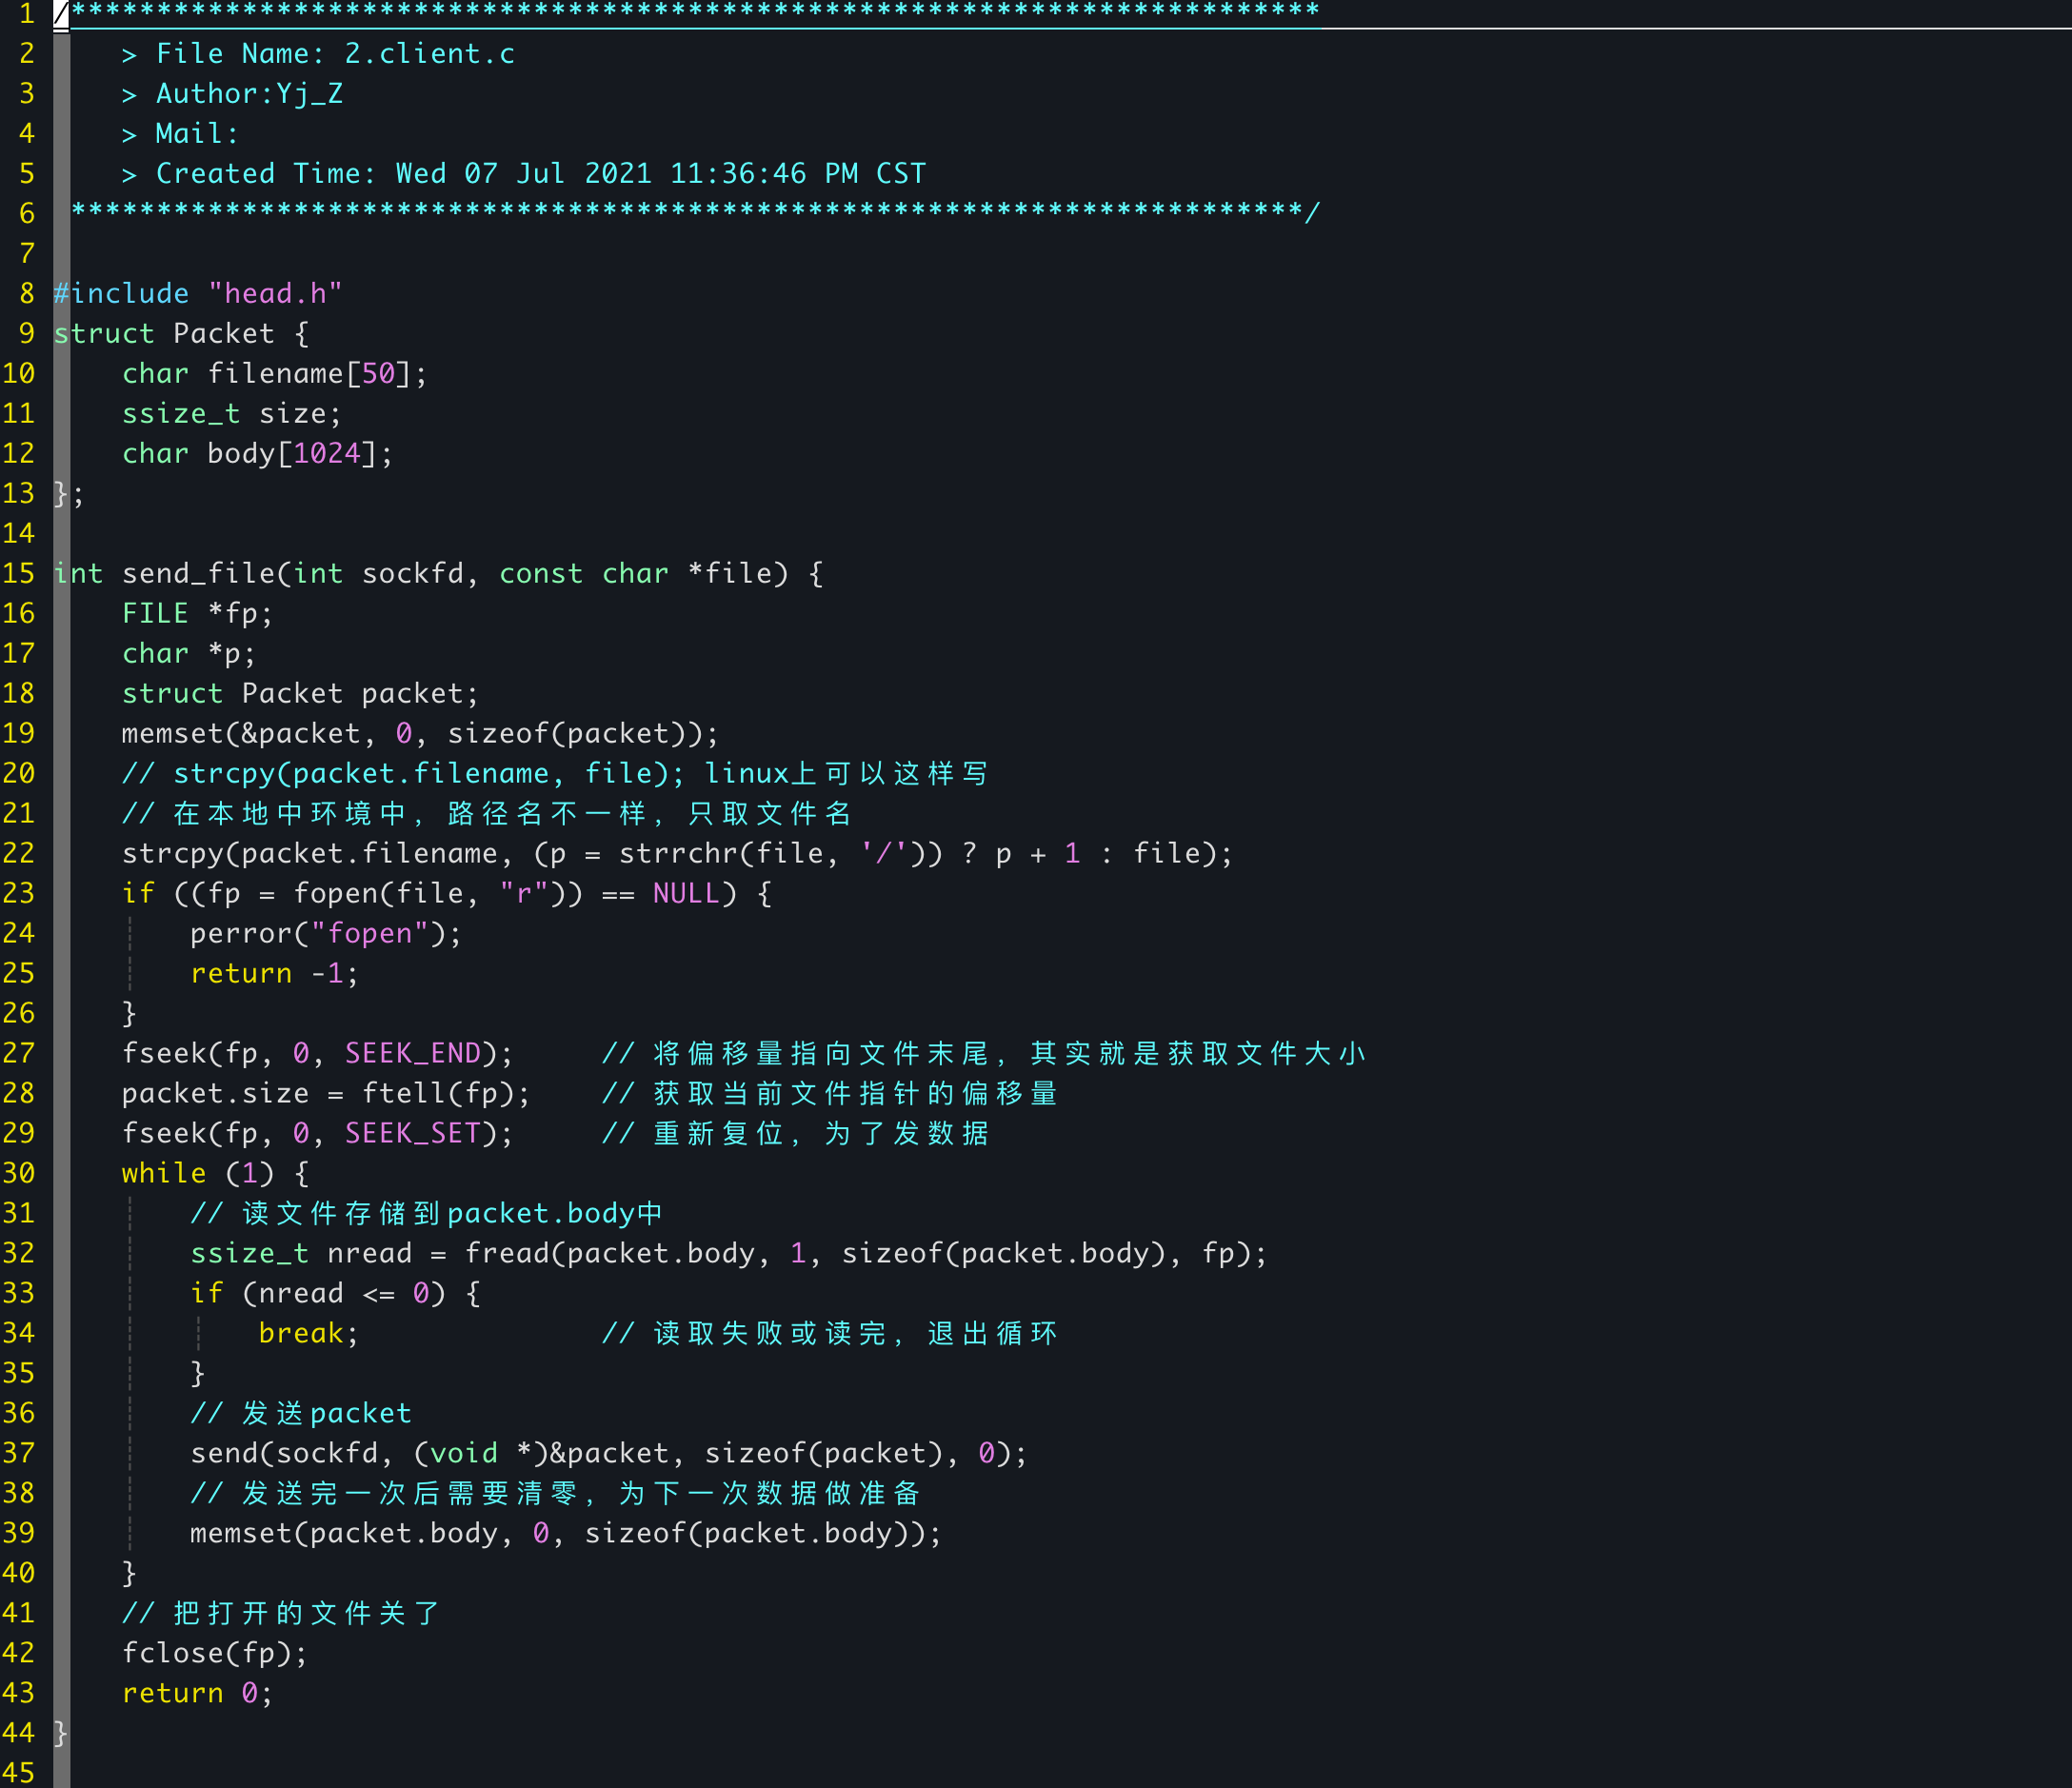 1 /*************************************************************************
2     > File Name: 2.client.c
3     > Author:Yj_Z
4     > Mail:
5     > Created Time: Wed 07 Jul 2021 11:36:46 PM CST
6  ************************************************************************/
7
8 #include "head.h"
9 struct Packet {
10     char filename[50];
11     ssize_t size;
12     char body[1024];
13 };
14
15 int send_file(int sockfd, const char *file) {
16     FILE *fp;
17     char *p;
18     struct Packet packet;
19     memset(&packet, 0, sizeof(packet));
20     // strcpy(packet.filename, file); linux上可以这样写
21     // 在本地中环境中，路径名不一样，只取文件名
22     strcpy(packet.filename, (p = strrchr(file, '/')) ? p + 1 : file);
23     if ((fp = fopen(file, "r")) == NULL) {
24         perror("fopen");
25         return -1;
26     }
27     fseek(fp, 0, SEEK_END);     // 将偏移量指向文件末尾，其实就是获取文件大小
28     packet.size = ftell(fp);    // 获取当前文件指针的偏移量
29     fseek(fp, 0, SEEK_SET);     // 重新复位，为了发数据
30     while (1) {
31         // 读文件存储到packet.body中
32         ssize_t nread = fread(packet.body, 1, sizeof(packet.body), fp);
33         if (nread <= 0) {
34             break;              // 读取失败或读完，退出循环
35         }
36         // 发送packet
37         send(sockfd, (void *)&packet, sizeof(packet), 0);
38         // 发送完一次后需要清零，为下一次数据做准备
39         memset(packet.body, 0, sizeof(packet.body));
40     }
41     // 把打开的文件关了
42     fclose(fp);
43     return 0;
44 }
45